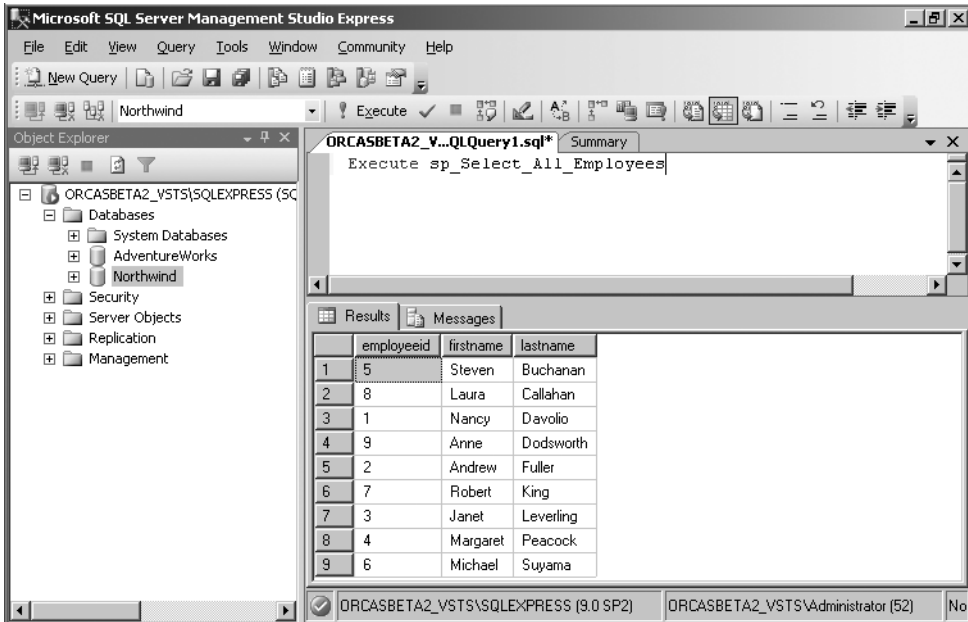 Microsoft SQL Server Management Studio Express
File Edit View Query Tools Window Community Help
New Query
Northwind Execute
Object Explorer
ORCASBETA2_VSTS\SQLEXPRESS (SQ
Databases
System Databases
AdventureWorks
Northwind
Security
Server Objects
Replication
Management
ORCASBETA2_V...QLQuery1.sql* Summary
Execute sp_Select_All_Employees
Results Messages
employeeid firstname lastname
1 5 Steven Buchanan
2 8 Laura Callahan
3 1 Nancy Davolio
4 9 Anne Dodsworth
5 2 Andrew Fuller
6 7 Robert King
7 3 Janet Leverling
8 4 Margaret Peacock
9 6 Michael Suyama
ORCASBETA2_VSTS\SQLEXPRESS (9.0 SP2) ORCASBETA2_VSTS\Administrator (52) No